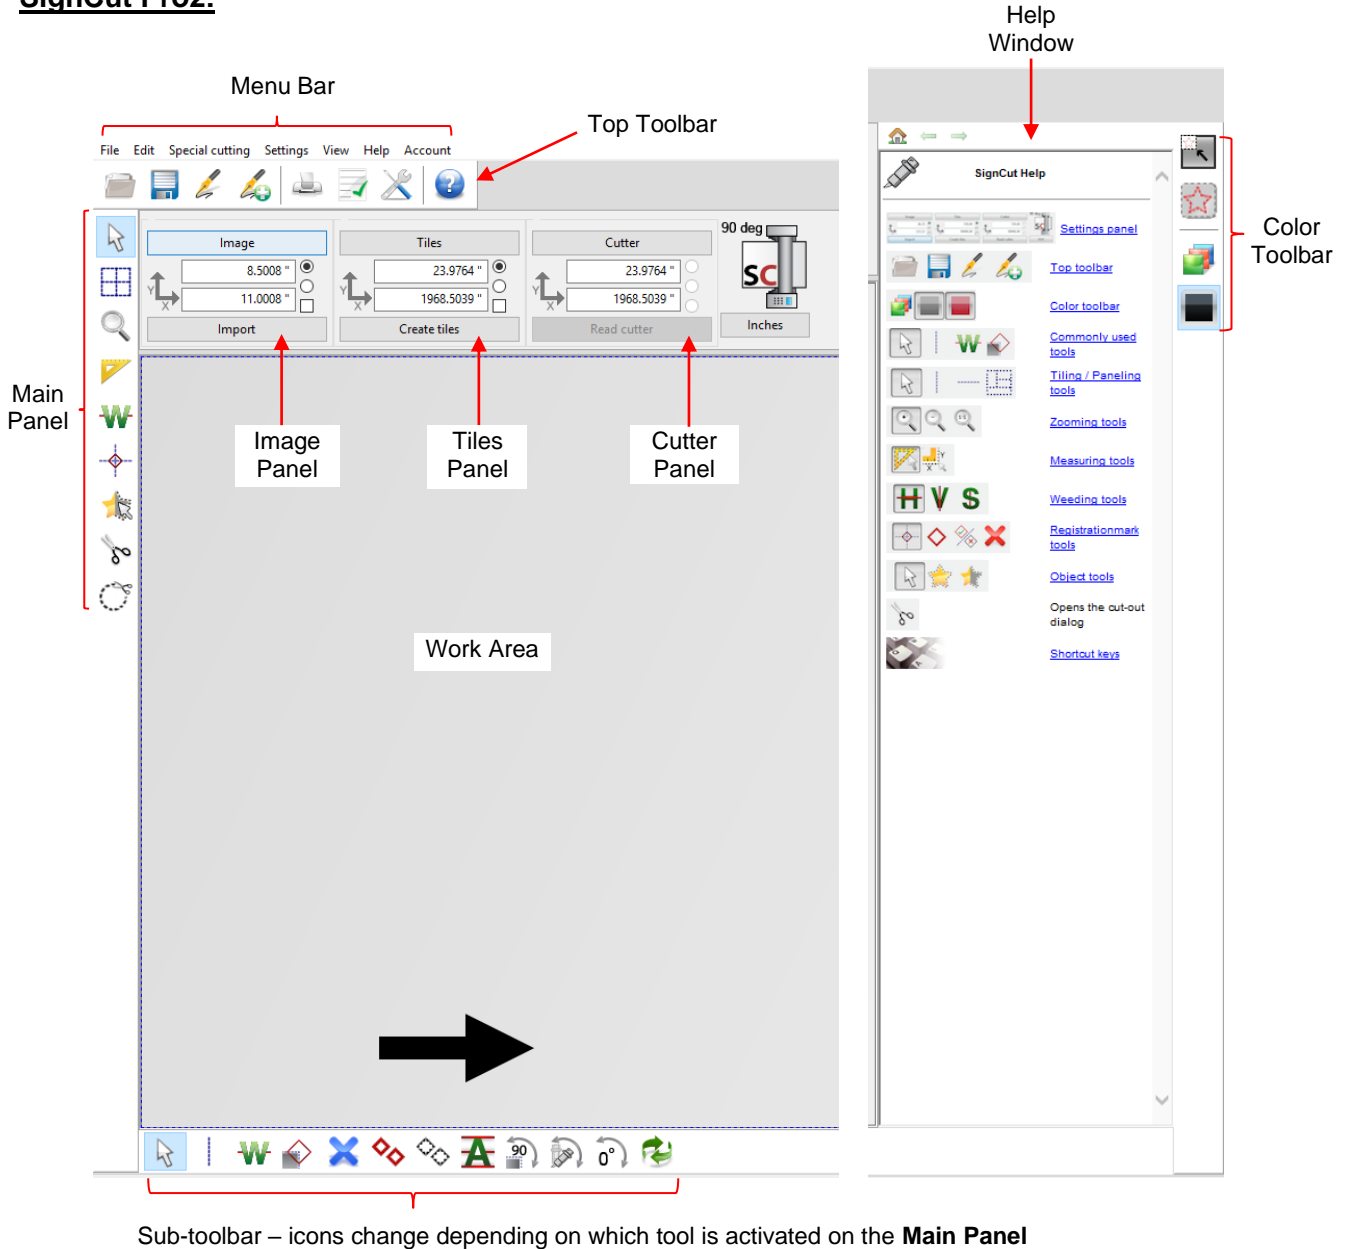 SignCut Pro2:
Help
Window
Menu Bar
Top Toolbar
File Edit Special cutting Settings View Help Account
SignCut Help
90 deg
Image Tiles Cutter
Settings panel
Color
Toolbar
8.5008 " 23.9764 " 23.9764 "
SC
Top toolbar
Y X Y X Y X
11.0008 " 1968.5039 " 1968.5039 "
Import Create tiles Read cutter Inches
Color toolbar
Commonly used
tools
Tiling / Paneling
tools
Main
Panel
Image
Panel
Tiles
Panel
Cutter
Panel
Zooming tools
Measuring tools
H V S
Weeding tools
Registrationmark
tools
Object tools
Opens the cut-out
dialog
Work Area
Shortcut keys
W A 90 0°
Sub-toolbar – icons change depending on which tool is activated on the Main Panel